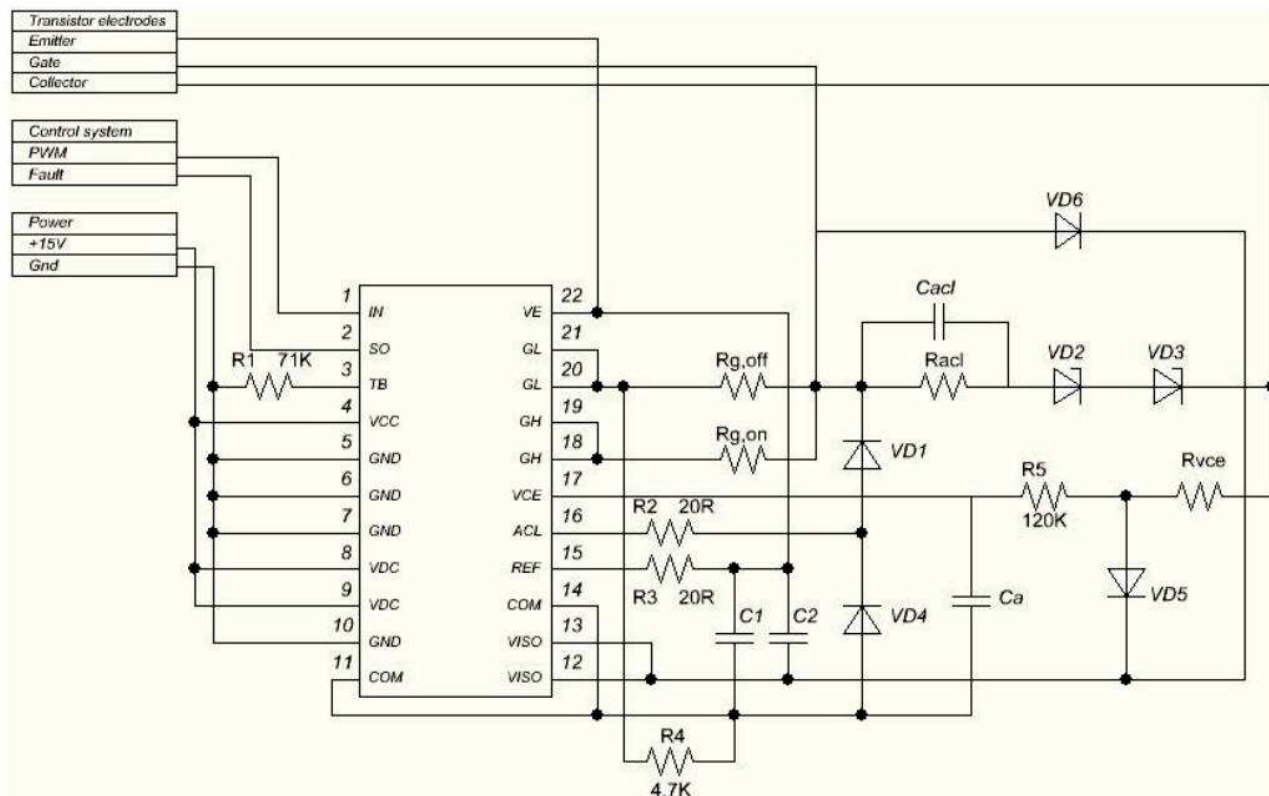 Transistor electrodes
Emitler
Gate
Collector
Control system
PWM
Fault
Power
+15V
Gnd
VD6
1 IN VE 22
2 SO GL 21
R1 71K 3 TB GL 20
4 VCC GH 19
5 GND GH 18
6 GND VCE 17
7 GND ACL 16
8 VDC REF 15
9 VDC COM 14
10 GND VISO 13
11 COM VISO 12
Cacl
Rg,off Racl VD2 VD3
Rg,on VD1
R5 Rvce
120K
R2 20R
R3 20R
C1 C2 VD4 Ca VD5
R4
4.7K